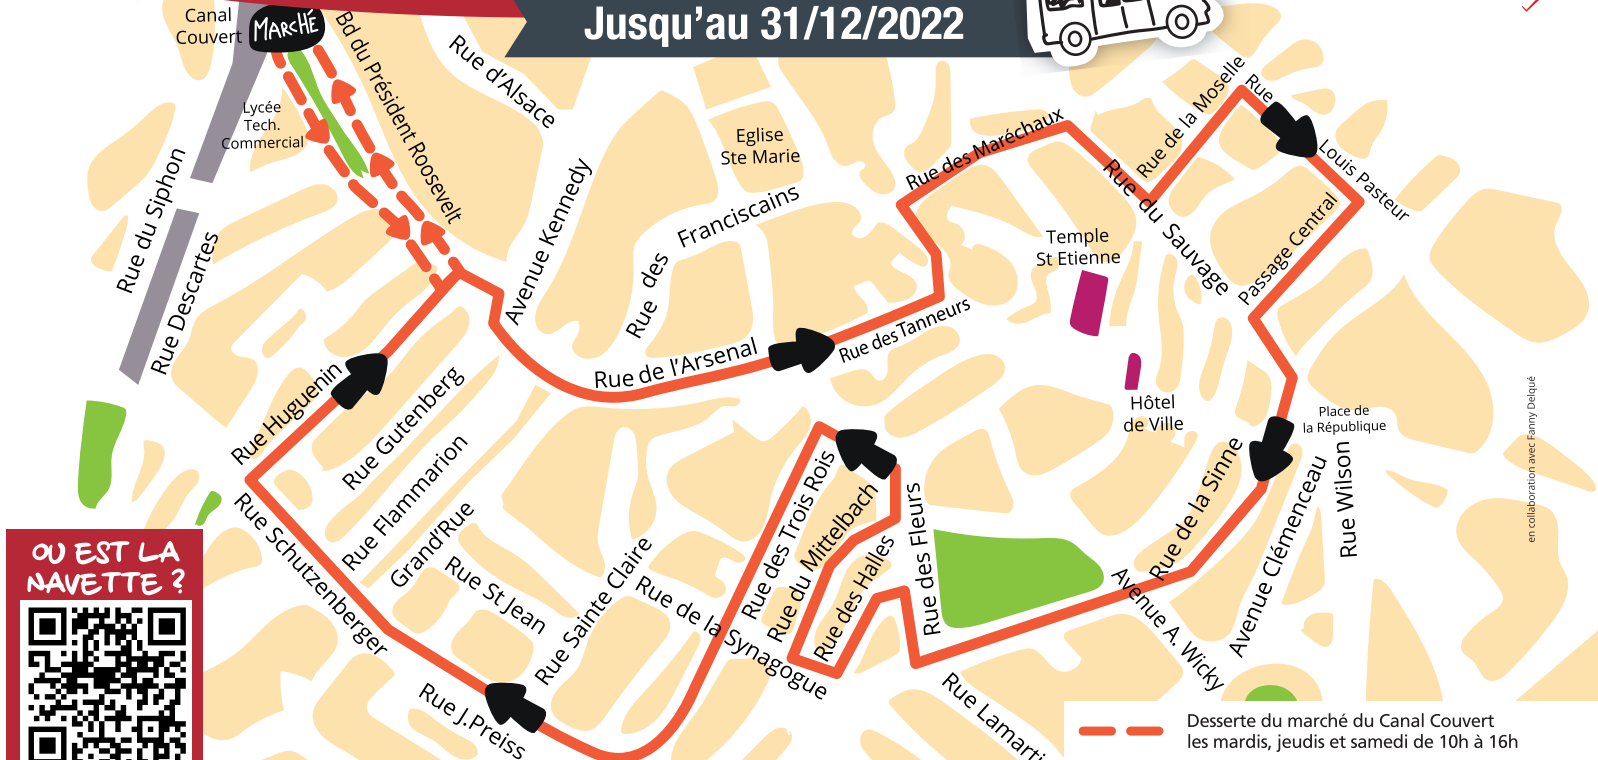 Jusqu'au 31/12/2022
Canal
Couvert
MARCHÉ
Bd du Président Roosevelt
Rue d'Alsace
Lycée
Tech.
Commercial
Rue du Siphon
Rue Descartes
Avenue Kennedy
Eglise
Ste Marie
Rue des Franciscains
Rue des Maréchaux
Rue de la Moselle
Rue Louis Pasteur
Rue du Sauvage
Passage Central
Temple
St Etienne
Hôtel
de Ville
Rue de l'Arsenal
Rue des Tanneurs
Place de
la République
Rue Huguenin
Rue Gutenberg
Rue Flammarion
Grand'Rue
Rue St Jean
Rue Schutzenberger
Rue Sainte Claire
Rue de la Synagogue
Rue J.Preiss
Rue des Trois Rois
Rue du Mittelbach
Rue des Halles
Rue des Fleurs
Rue de la Sinne
Rue Wilson
Avenue Clémenceau
Avenue A. Wicky
Rue Lamarti
en collaboration avec Fanny Delqué
OU EST LA
NAVETTE ?
Desserte du marché du Canal Couvert
les mardis, jeudis et samedi de 10h à 16h